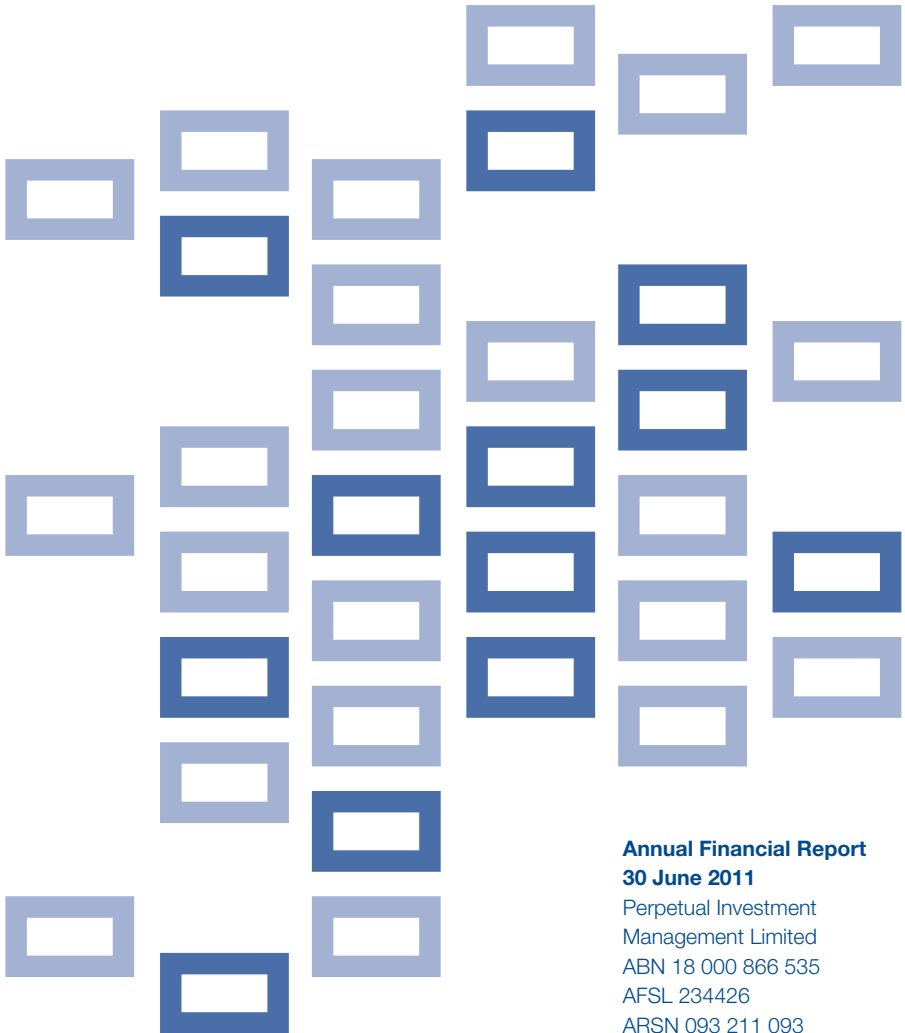 Annual Financial Report
30 June 2011
Perpetual Investment
Management Limited
ABN 18 000 866 535
AFSL 234426
ARSN 093 211 093